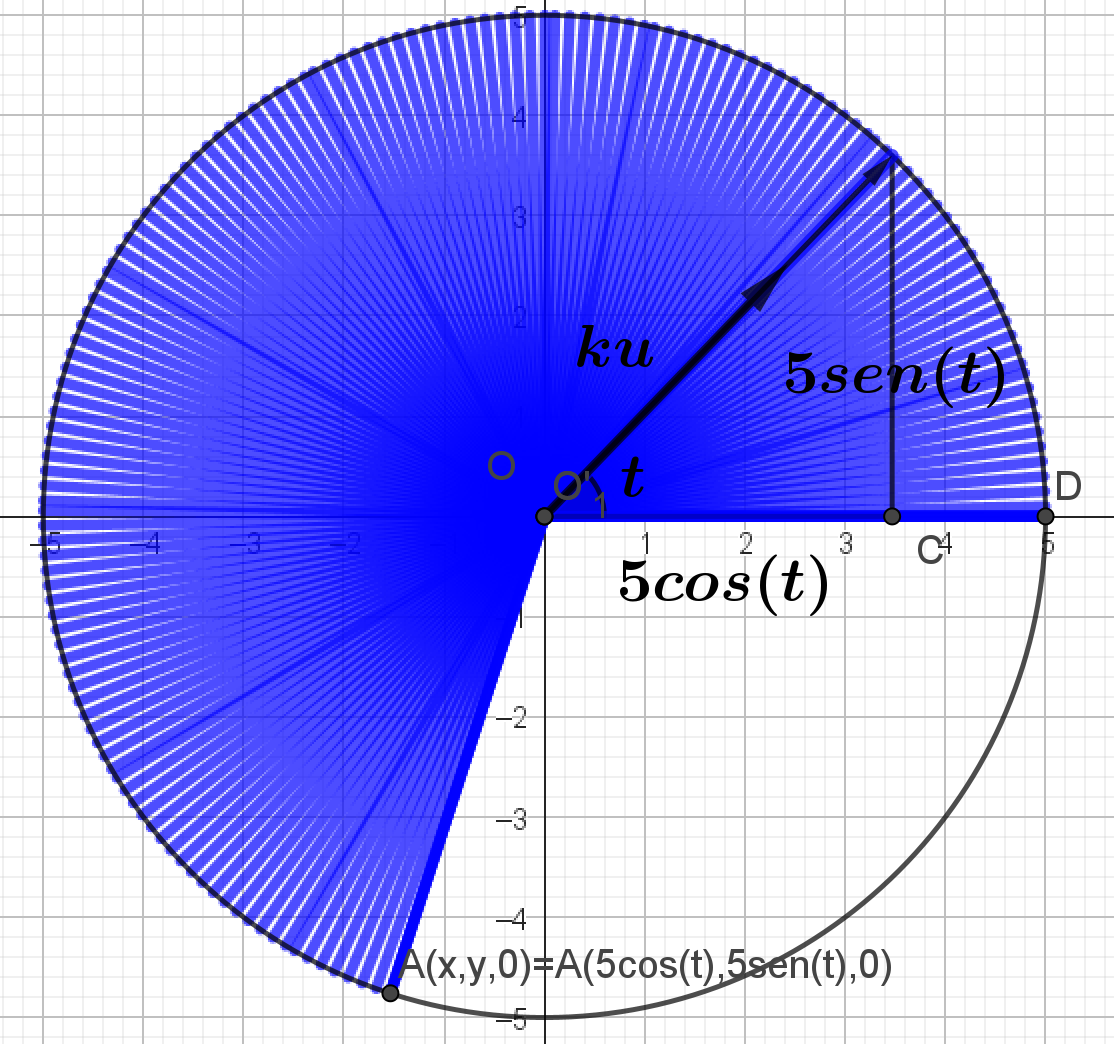 5
4
3
2
ku
5sen(t)
O
O'
1
t
D
–5
–4
–3
–2
1
2
3
C
4
5
5cos(t)
1
–2
–3
–4
A(x,y,0)=A(5cos(t),5sen(t),0)
–5